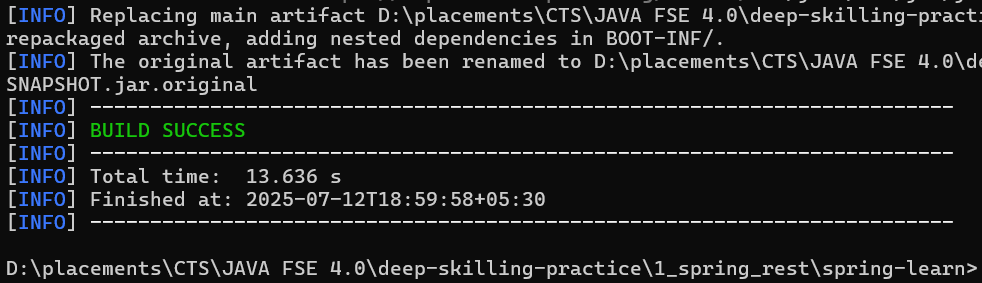 [INFO] Replacing main artifact D:\placements\CTS\JAVA FSE 4.0\deep-skilling-practi
repackaged archive, adding nested dependencies in BOOT-INF/.
[INFO] The original artifact has been renamed to D:\placements\CTS\JAVA FSE 4.0\de
SNAPSHOT.jar.original
[INFO] ------------------------------------------------------------------------
[INFO] BUILD SUCCESS
[INFO] ------------------------------------------------------------------------
[INFO] Total time:  13.636 s
[INFO] Finished at: 2025-07-12T18:59:58+05:30
[INFO] ------------------------------------------------------------------------
D:\placements\CTS\JAVA FSE 4.0\deep-skilling-practice\1_spring_rest\spring-learn>